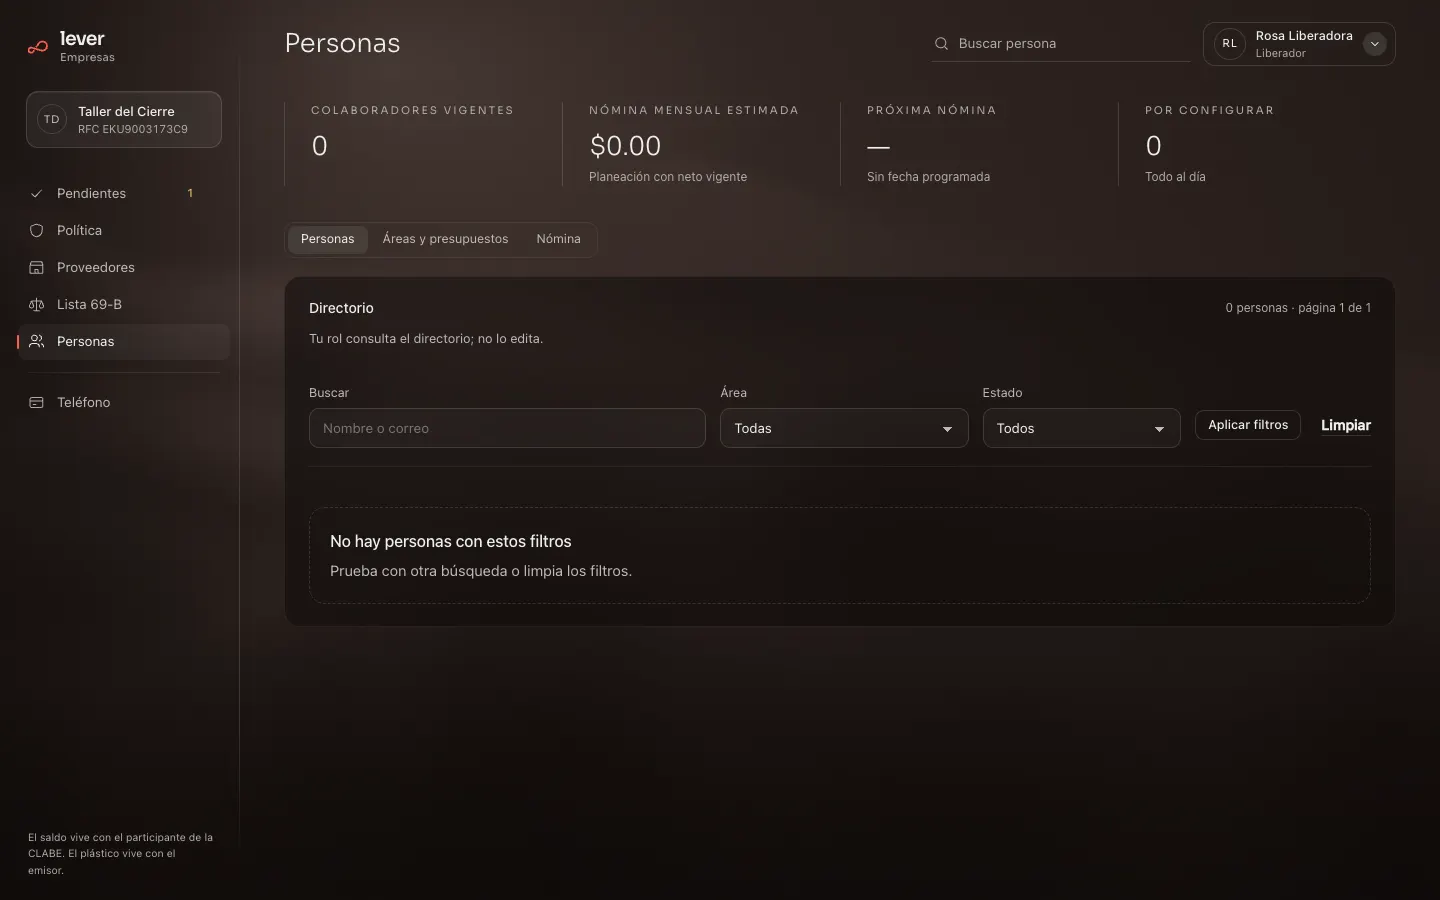 lever
Empresas
TD
Taller del Cierre
RFC EKU9003173C9
Pendientes 1
Política
Proveedores
Lista 69-B
Personas
Teléfono
El saldo vive con el participante de la
CLABE. El plástico vive con el
emisor.
Personas
Buscar persona
RL
Rosa Liberadora
Liberador
COLABORADORES VIGENTES
0
NÓMINA MENSUAL ESTIMADA
$0.00
Planeación con neto vigente
PRÓXIMA NÓMINA
—
Sin fecha programada
POR CONFIGURAR
0
Todo al día
Personas Áreas y presupuestos Nómina
Directorio
0 personas · página 1 de 1
Tu rol consulta el directorio; no lo edita.
Buscar
Nombre o correo
Área
Todas
Estado
Todos
Aplicar filtros
Limpiar
No hay personas con estos filtros
Prueba con otra búsqueda o limpia los filtros.